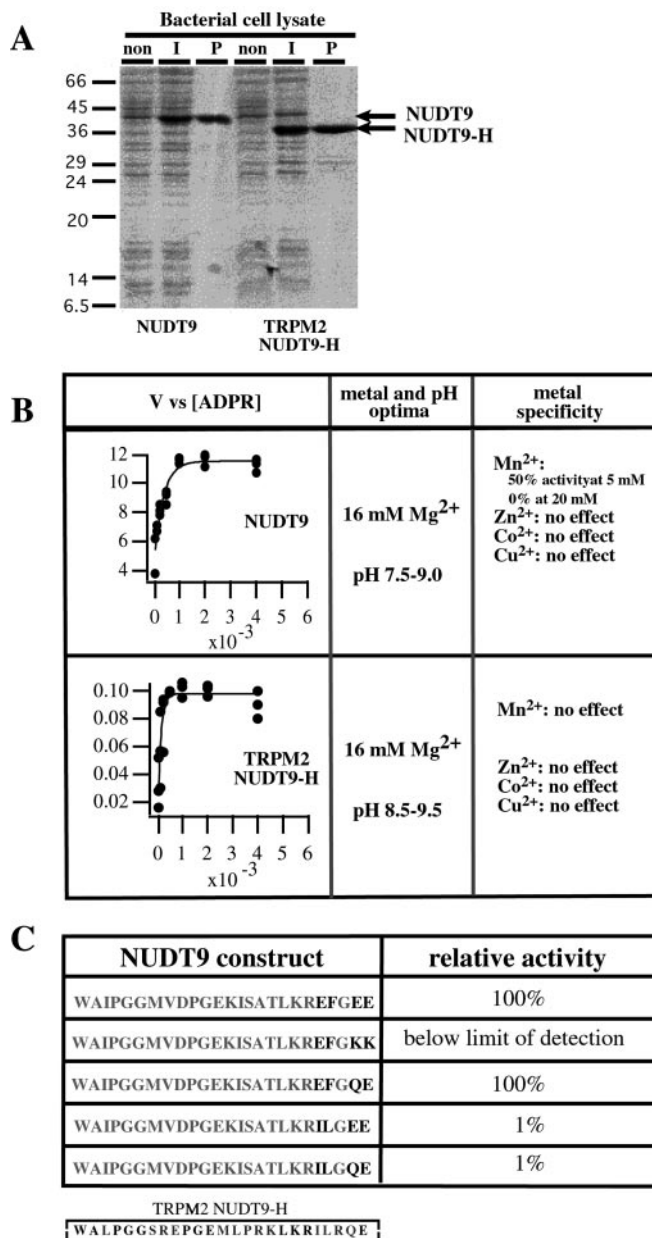 A
Bacterial cell lysate
non I P non I P
66
45
36
29
24
20
14
6.5
NUDT9
NUDT9-H
NUDT9
TRPM2
NUDT9-H
B
V vs [ADPR]
metal and pH
optima
metal
specificity
12
10
8
6
4
NUDT9
0 1 2 3 4 5 6
x10-3
16 mM Mg2+
pH 7.5-9.0
Mn2+:
50% activityat 5 mM
0% at 20 mM
Zn2+: no effect
Co2+: no effect
Cu2+: no effect
0.10
0.08
0.06
0.04
0.02
TRPM2
NUDT9-H
0 1 2 3 4 5 6
x10-3
16 mM Mg2+
pH 8.5-9.5
Mn2+: no effect
Zn2+: no effect
Co2+: no effect
Cu2+: no effect
C
NUDT9 construct relative activity
WAIPGGMVDPGEKISATLKREFGEE 100%
WAIPGGMVDPGEKISATLKREFGKK below limit of detection
WAIPGGMVDPGEKISATLKREFGQE 100%
WAIPGGMVDPGEKISATLKRILGEE 1%
WAIPGGMVDPGEKISATLKRILGQE 1%
TRPM2 NUDT9-H
WALPGGSREPGEMLPRKLKRILRQE